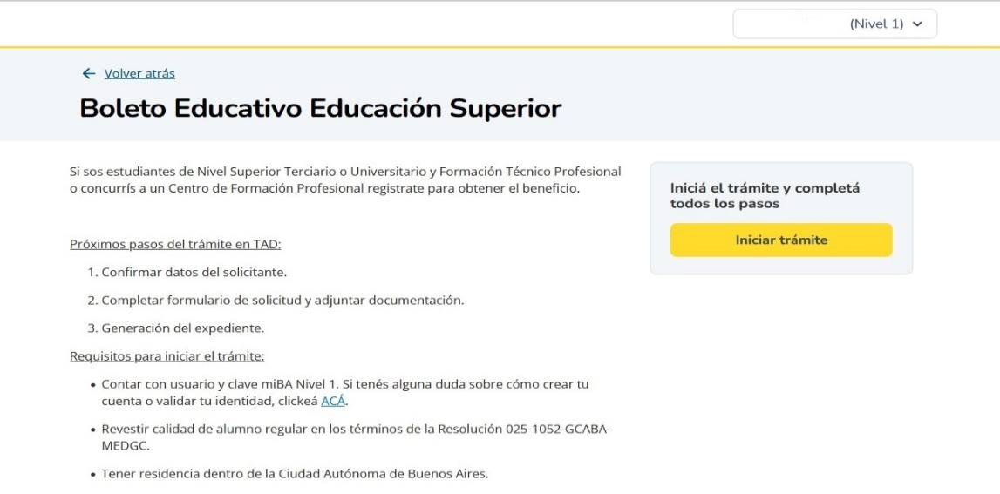 (Nivel 1)
Volver atrás
Boleto Educativo Educación Superior
Si sos estudiantes de Nivel Superior Terciario o Universitario y Formación Técnico Profesional
o concurrís a un Centro de Formación Profesional registrate para obtener el beneficio.
Próximos pasos del trámite en TAD:
1. Confirmar datos del solicitante.
2. Completar formulario de solicitud y adjuntar documentación.
3. Generación del expediente.
Requisitos para iniciar el trámite:
• Contar con usuario y clave miBA Nivel 1. Si tenés alguna duda sobre cómo crear tu
cuenta o validar tu identidad, clickeá ACÁ.
• Revestir calidad de alumno regular en los términos de la Resolución 025-1052-GCABA-
MEDGC.
• Tener residencia dentro de la Ciudad Autónoma de Buenos Aires.
Iniciá el trámite y completá
todos los pasos
Iniciar trámite